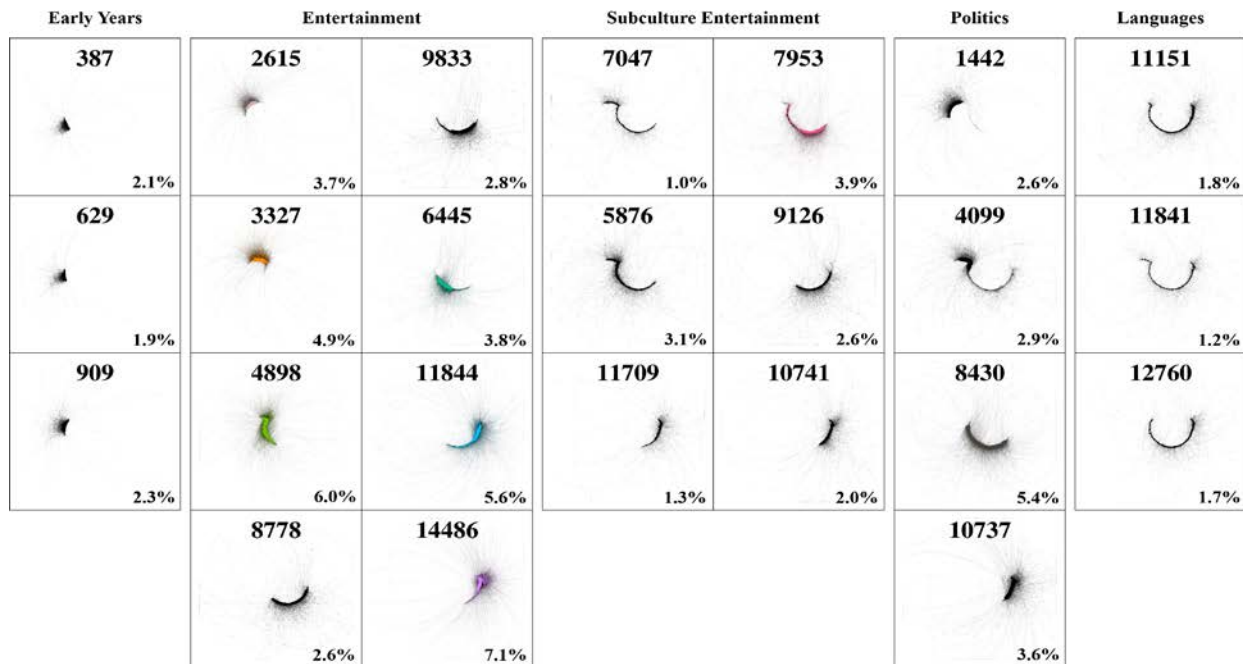 Early Years Entertainment Subculture Entertainment Politics Languages
387 2615 9833 7047 7953 1442 11151
2.1% 3.7% 2.8% 1.0% 3.9% 2.6% 1.8%
629 3327 6445 5876 9126 4099 11841
1.9% 4.9% 3.8% 3.1% 2.6% 2.9% 1.2%
909 4898 11844 11709 10741 8430 12760
2.3% 6.0% 5.6% 1.3% 2.0% 5.4% 1.7%
8778 14486 10737
2.6% 7.1% 3.6%